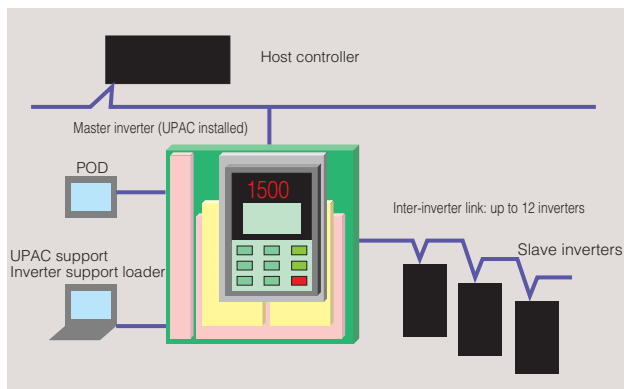 Host controller
Master inverter (UPAC installed)
POD
1500
Inter-inverter link: up to 12 inverters
UPAC support
Inverter support loader
Slave inverters